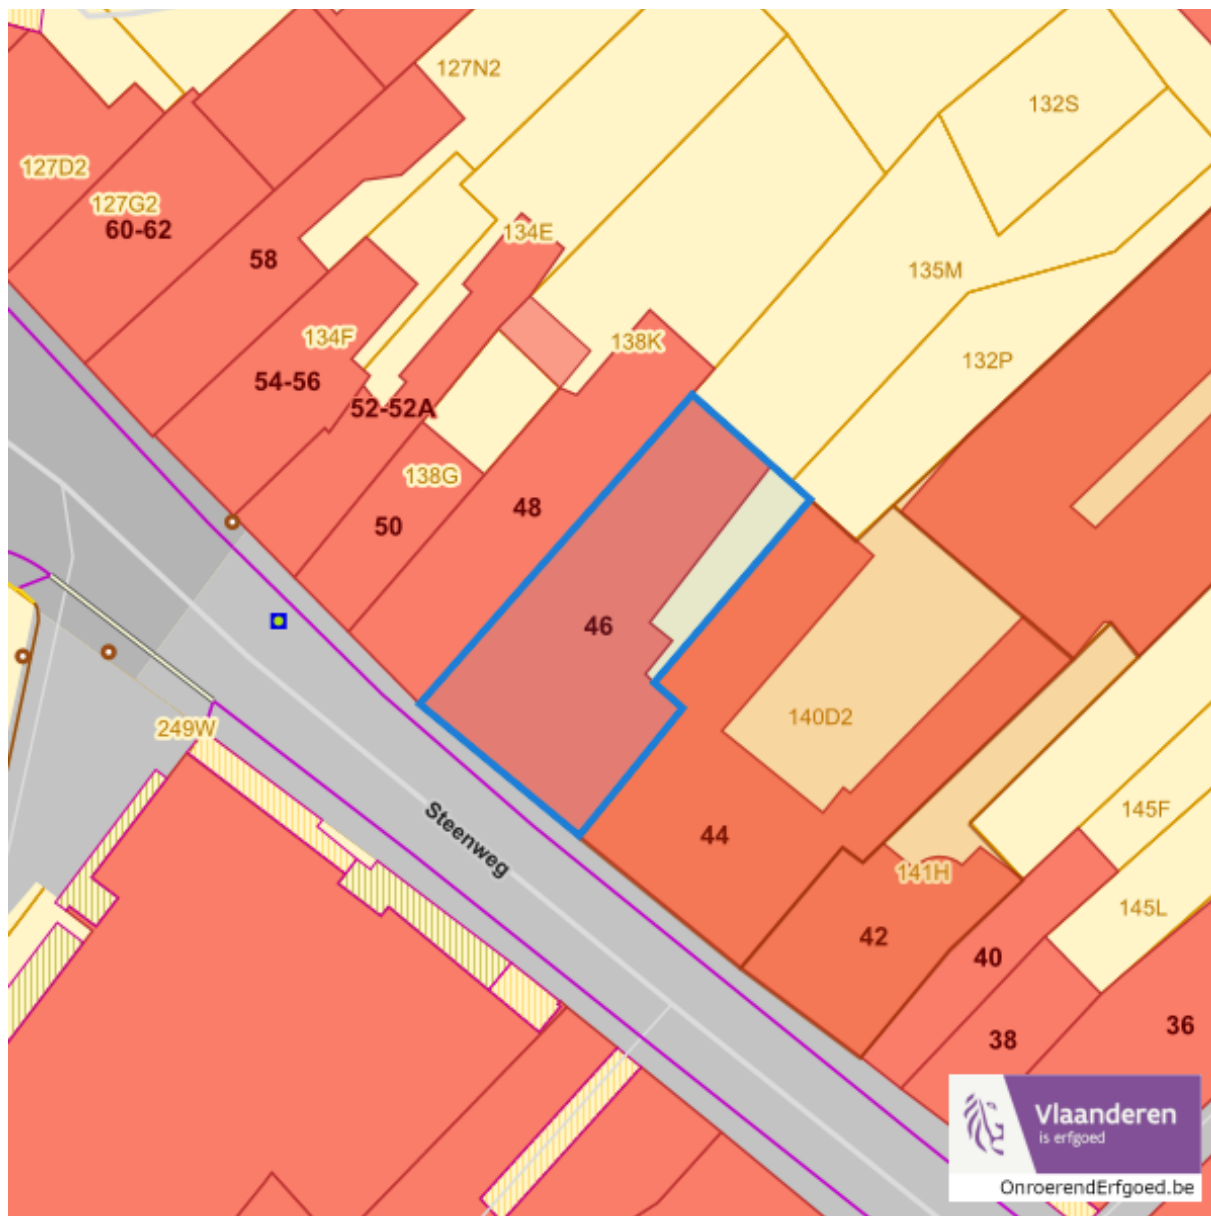 127N2
132S
127D2
127G2
60-62
58
134E
135M
134F
138K
132P
54-56
52-52A
138G
48
50
46
140D2
249W
145F
Steenweg
44
141H
145L
42
40
36
38
Vlaanderen
is erfgoed
OnroerendErfgoed.be